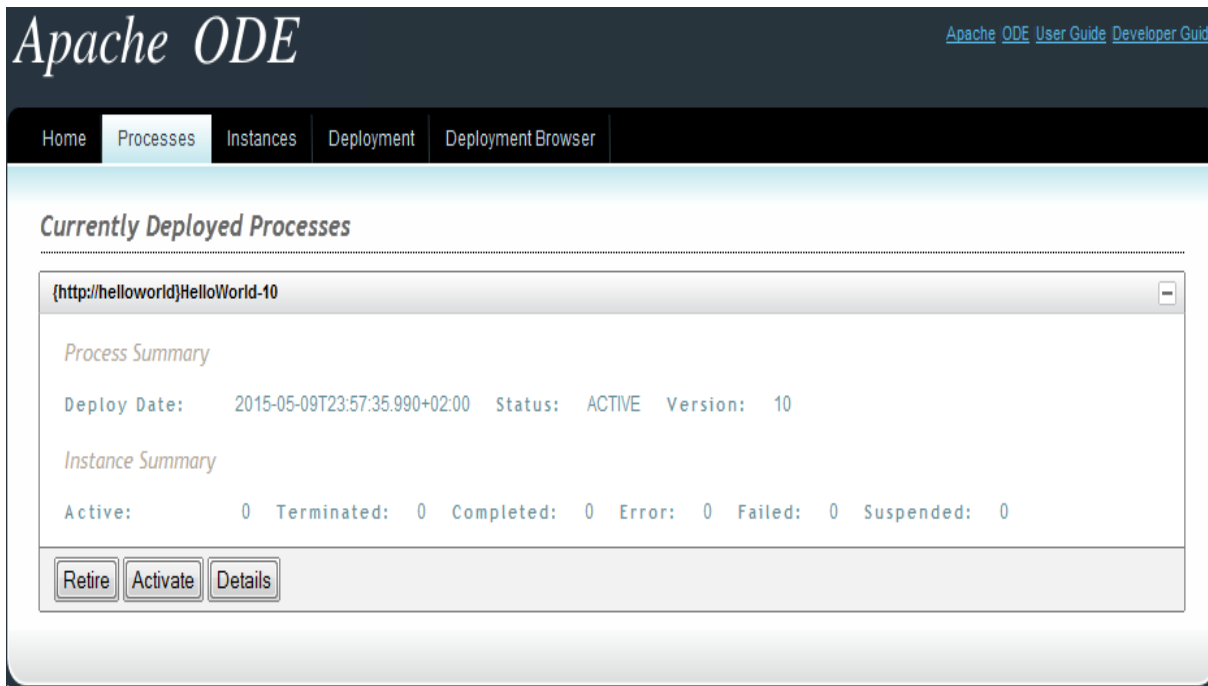 Apache ODE
Apache ODE User Guide Developer Guid
Home Processes Instances Deployment Deployment Browser
Currently Deployed Processes
{http://helloworld}HelloWorld-10
Process Summary
Deploy Date: 2015-05-09T23:57:35.990+02:00 Status: ACTIVE Version: 10
Instance Summary
Active: 0 Terminated: 0 Completed: 0 Error: 0 Failed: 0 Suspended: 0
Retire Activate Details